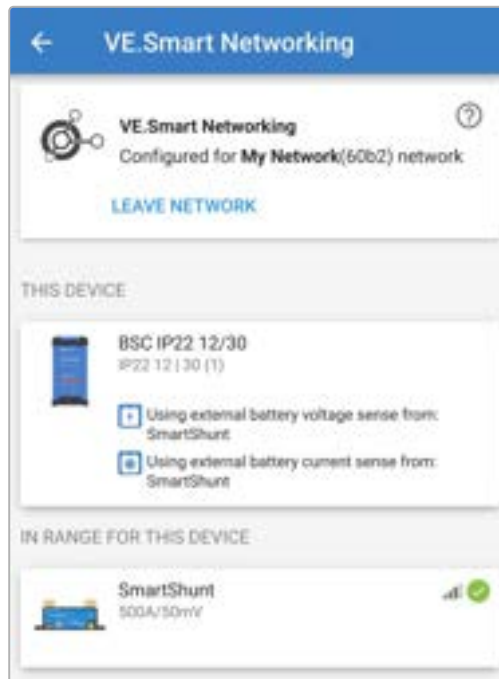 VE.Smart Networking
VE.Smart Networking
Configured for My Network(60b2) network
LEAVE NETWORK
THIS DEVICE
BSC IP22 12/30
IP22 12 | 30 (1)
Using external battery voltage sense from:
SmartShunt
Using external battery current sense from:
SmartShunt
IN RANGE FOR THIS DEVICE
SmartShunt
500A/50mV